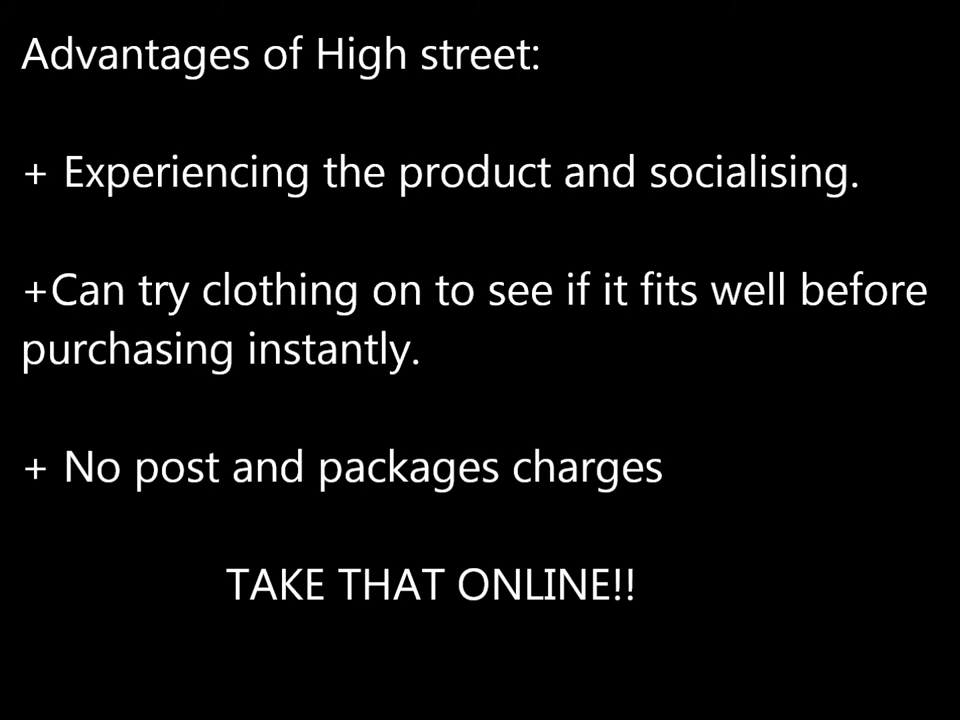 Advantages of High street:
+ Experiencing the product and socialising.
+Can try clothing on to see if it fits well before
purchasing instantly.
+ No post and packages charges
TAKE THAT ONLINE!!